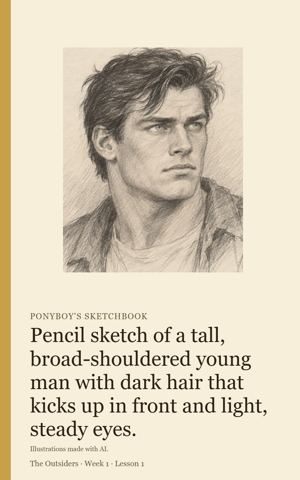 PONYBOY'S SKETCHBOOK
Pencil sketch of a tall,
broad-shouldered young
man with dark hair that
kicks up in front and light,
steady eyes.
Illustrations made with AI.
The Outsiders · Week 1 · Lesson 1